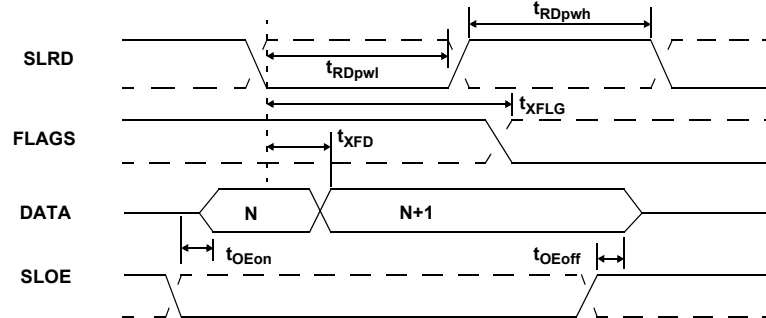 tRDpwh
SLRD
tRDpwl
tXFLG
FLAGS
tXFD
DATA
N
N+1
tOEon
tOEoff
SLOE